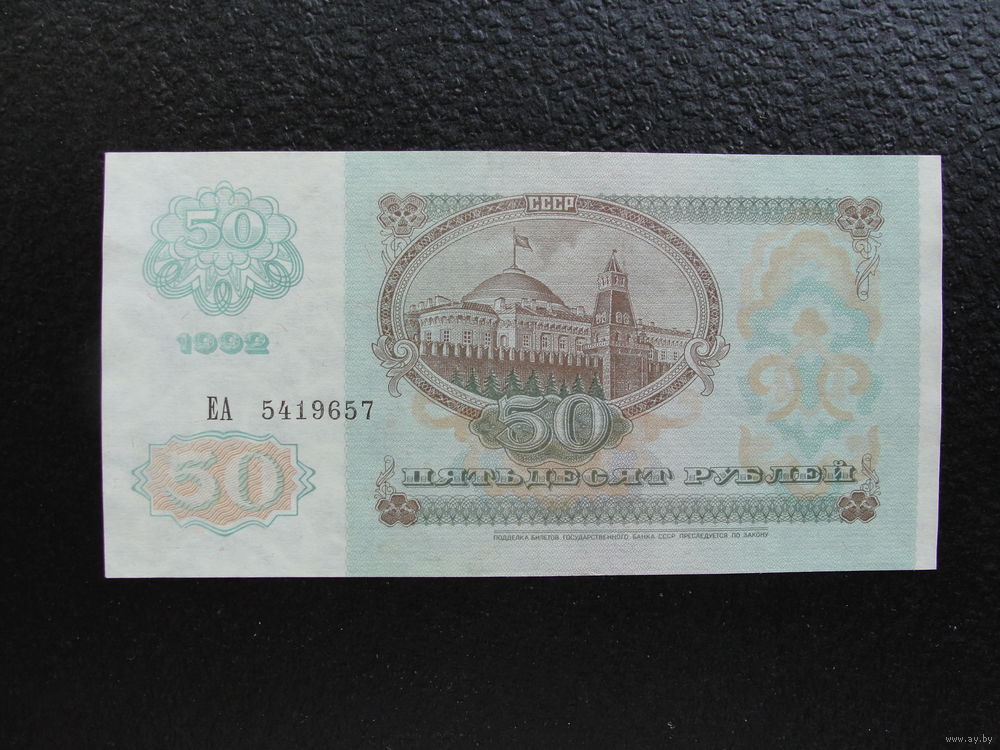 СССР
50
1992
ЕА 5419657
50
50
ПЯТЬДЕСЯТ РУБЛЕЙ
ПОДДЕЛКА БИЛЕТОВ ГОСУДАРСТВЕННОГО БАНКА СССР ПРЕСЛЕДУЕТСЯ ПО ЗАКОНУ
www.ay.by